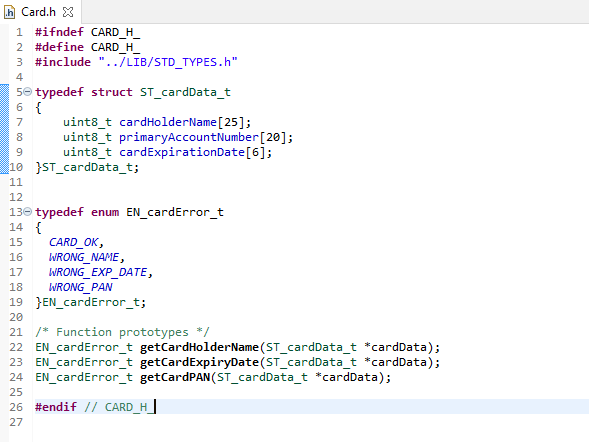 Card.h
1 #ifndef CARD_H_
2 #define CARD_H_
3 #include "../LIB/STD_TYPES.h"
4
5 typedef struct ST_cardData_t
6 {
7     uint8_t cardHolderName[25];
8     uint8_t primaryAccountNumber[20];
9     uint8_t cardExpirationDate[6];
10 }ST_cardData_t;
11
12
13 typedef enum EN_cardError_t
14 {
15   CARD_OK,
16   WRONG_NAME,
17   WRONG_EXP_DATE,
18   WRONG_PAN
19 }EN_cardError_t;
20
21 /* Function prototypes */
22 EN_cardError_t getCardHolderName(ST_cardData_t *cardData);
23 EN_cardError_t getCardExpiryDate(ST_cardData_t *cardData);
24 EN_cardError_t getCardPAN(ST_cardData_t *cardData);
25
26 #endif // CARD_H_
27